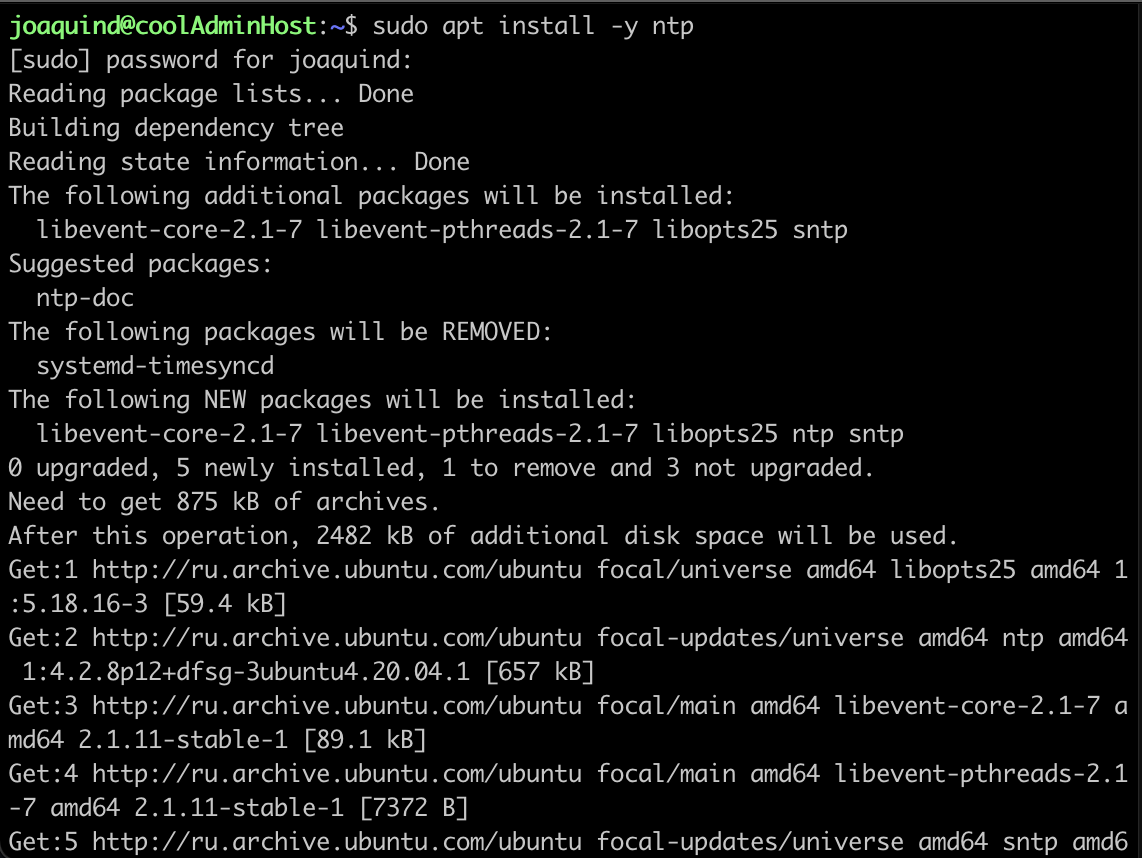 joaquind@coolAdminHost:~$ sudo apt install -y ntp
[sudo] password for joaquind:
Reading package lists... Done
Building dependency tree
Reading state information... Done
The following additional packages will be installed:
  libevent-core-2.1-7 libevent-pthreads-2.1-7 libopts25 sntp
Suggested packages:
  ntp-doc
The following packages will be REMOVED:
  systemd-timesyncd
The following NEW packages will be installed:
  libevent-core-2.1-7 libevent-pthreads-2.1-7 libopts25 ntp sntp
0 upgraded, 5 newly installed, 1 to remove and 3 not upgraded.
Need to get 875 kB of archives.
After this operation, 2482 kB of additional disk space will be used.
Get:1 http://ru.archive.ubuntu.com/ubuntu focal/universe amd64 libopts25 amd64 1
:5.18.16-3 [59.4 kB]
Get:2 http://ru.archive.ubuntu.com/ubuntu focal-updates/universe amd64 ntp amd64
 1:4.2.8p12+dfsg-3ubuntu4.20.04.1 [657 kB]
Get:3 http://ru.archive.ubuntu.com/ubuntu focal/main amd64 libevent-core-2.1-7 a
md64 2.1.11-stable-1 [89.1 kB]
Get:4 http://ru.archive.ubuntu.com/ubuntu focal/main amd64 libevent-pthreads-2.1
-7 amd64 2.1.11-stable-1 [7372 B]
Get:5 http://ru.archive.ubuntu.com/ubuntu focal-updates/universe amd64 sntp amd6